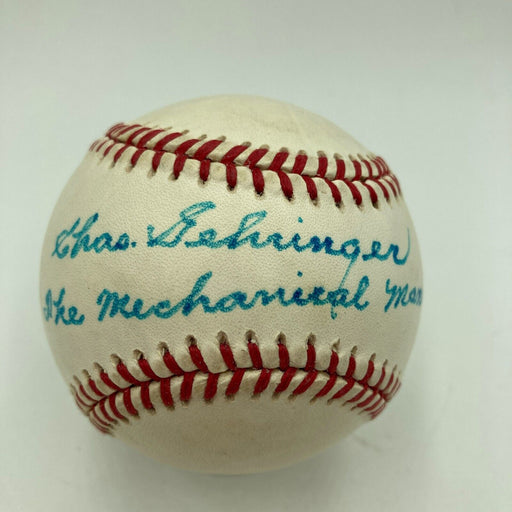 Chas. Gehringer
The Mechanical Man